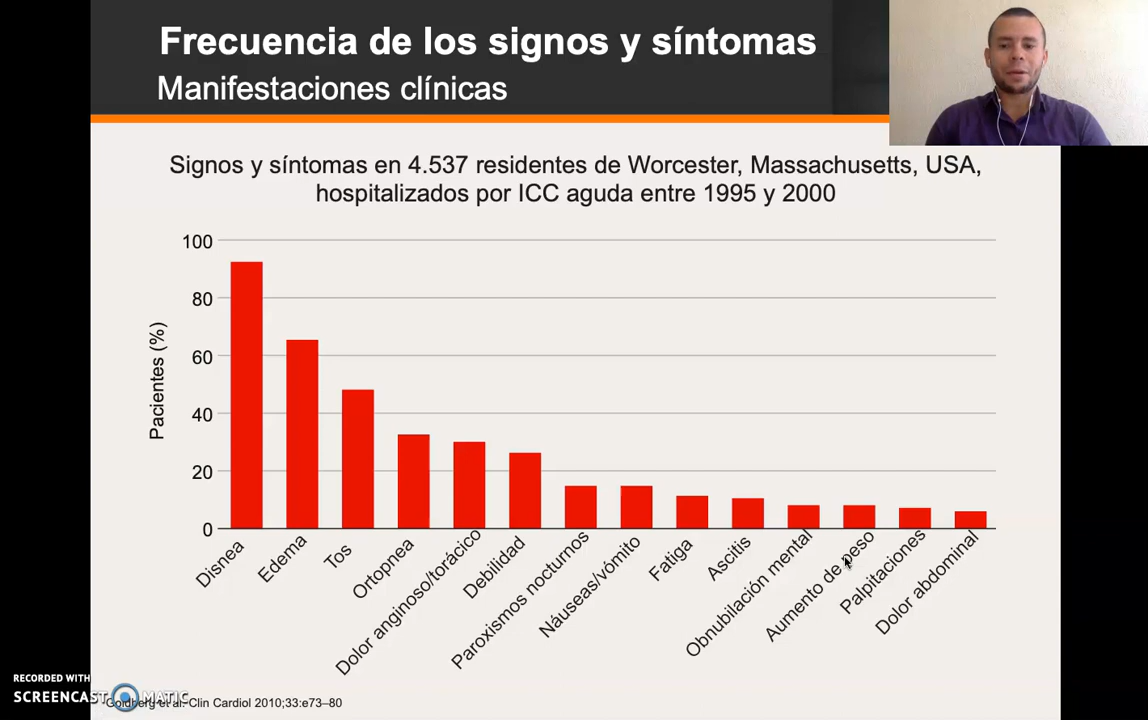 Frecuencia de los signos y síntomas
Manifestaciones clínicas
Signos y síntomas en 4.537 residentes de Worcester, Massachusetts, USA,
hospitalizados por ICC aguda entre 1995 y 2000
Pacientes (%)
100
80
60
40
20
0
Disnea
Edema
Tos
Ortopnea
Dolor anginoso/torácico
Debilidad
Paroxismos nocturnos
Náuseas/vómito
Fatiga
Ascitis
Obnubilación mental
Aumento de peso
Palpitaciones
Dolor abdominal
RECORDED WITH
SCREENCAST MATIC
Goldberg et al. Clin Cardiol 2010;33:e73–80